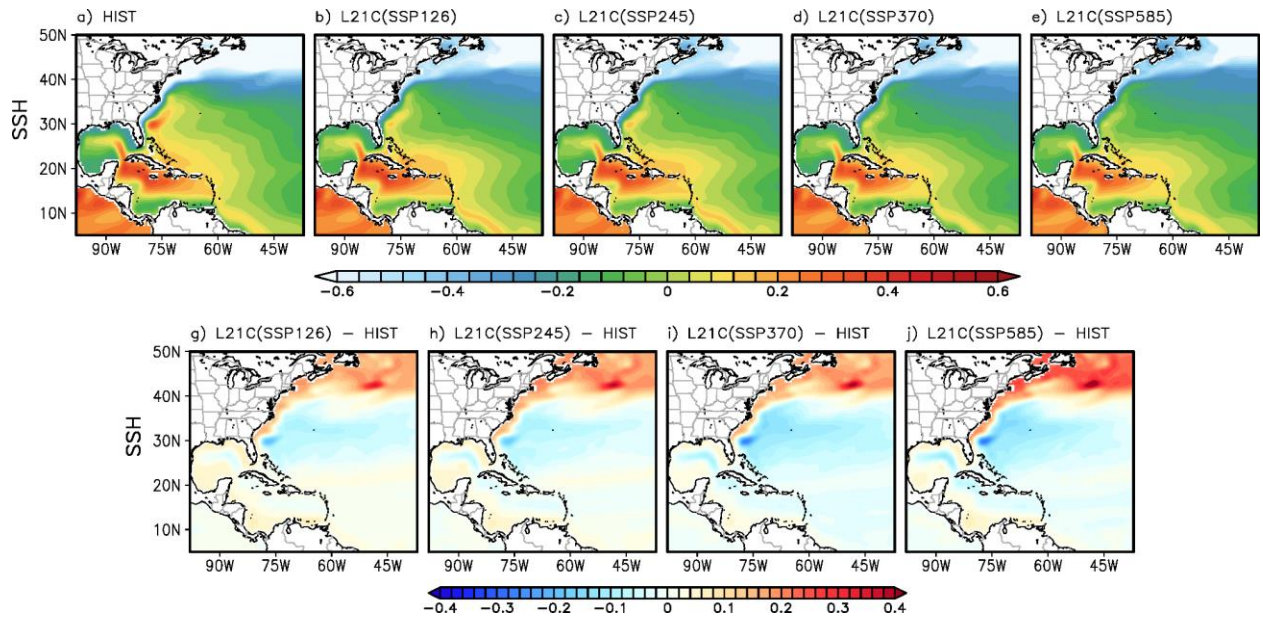 a) HIST
b) L21C(SSP126)
c) L21C(SSP245)
d) L21C(SSP370)
e) L21C(SSP585)
SSH
50N
40N
30N
20N
10N
90W 75W 60W 45W
90W 75W 60W 45W
90W 75W 60W 45W
90W 75W 60W 45W
90W 75W 60W 45W
−0.6 −0.4 −0.2 0 0.2 0.4 0.6
g) L21C(SSP126) − HIST
h) L21C(SSP245) − HIST
i) L21C(SSP370) − HIST
j) L21C(SSP585) − HIST
SSH
50N
40N
30N
20N
10N
90W 75W 60W 45W
90W 75W 60W 45W
90W 75W 60W 45W
90W 75W 60W 45W
−0.4 −0.3 −0.2 −0.1 0 0.1 0.2 0.3 0.4